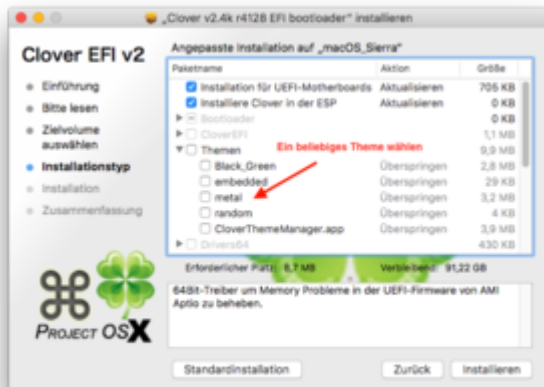 „Clover v2.4k r4128 EFI bootloader“ installieren
Clover EFI v2
Einführung
Bitte lesen
Zielvolume
auswählen
Installationstyp
Installation
Zusammenfassung
PROJECT OSX
Angepasste Installation auf „macOS_Sierra“
Paketname Aktion Größe
Installation für UEFI-Motherboards Aktualisieren 705 KB
Installiere Clover in der ESP Aktualisieren 0 KB
Bootloader 0 KB
CloverEFI 1,1 MB
Themen 9,9 MB
Ein beliebiges Theme wählen
Black_Green Überspringen 2,8 MB
embedded Überspringen 29 KB
metal Überspringen 3,2 MB
random Überspringen 4 KB
CloverThemeManager.app Überspringen 3,9 MB
Drivers64 430 KB
Erforderlicher Platz: 8,7 MB Verbleibend: 91,22 GB
64Bit-Treiber um Memory Probleme in der UEFI-Firmware von AMI
Aptio zu beheben.
Standardinstallation Zurück Installieren